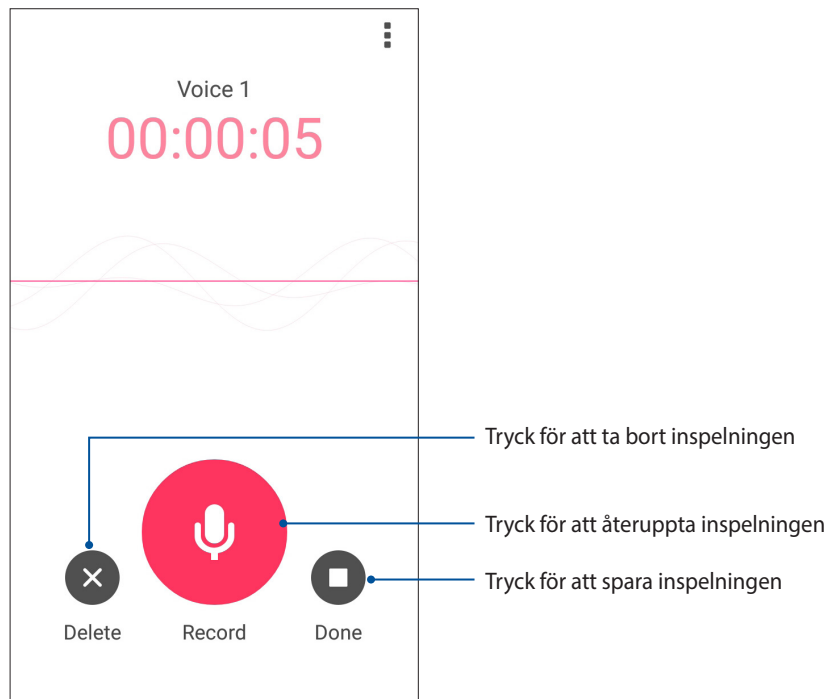 Voice 1
00:00:05
Tryck för att ta bort inspelningen
Tryck för att återuppta inspelningen
Tryck för att spara inspelningen
Delete
Record
Done